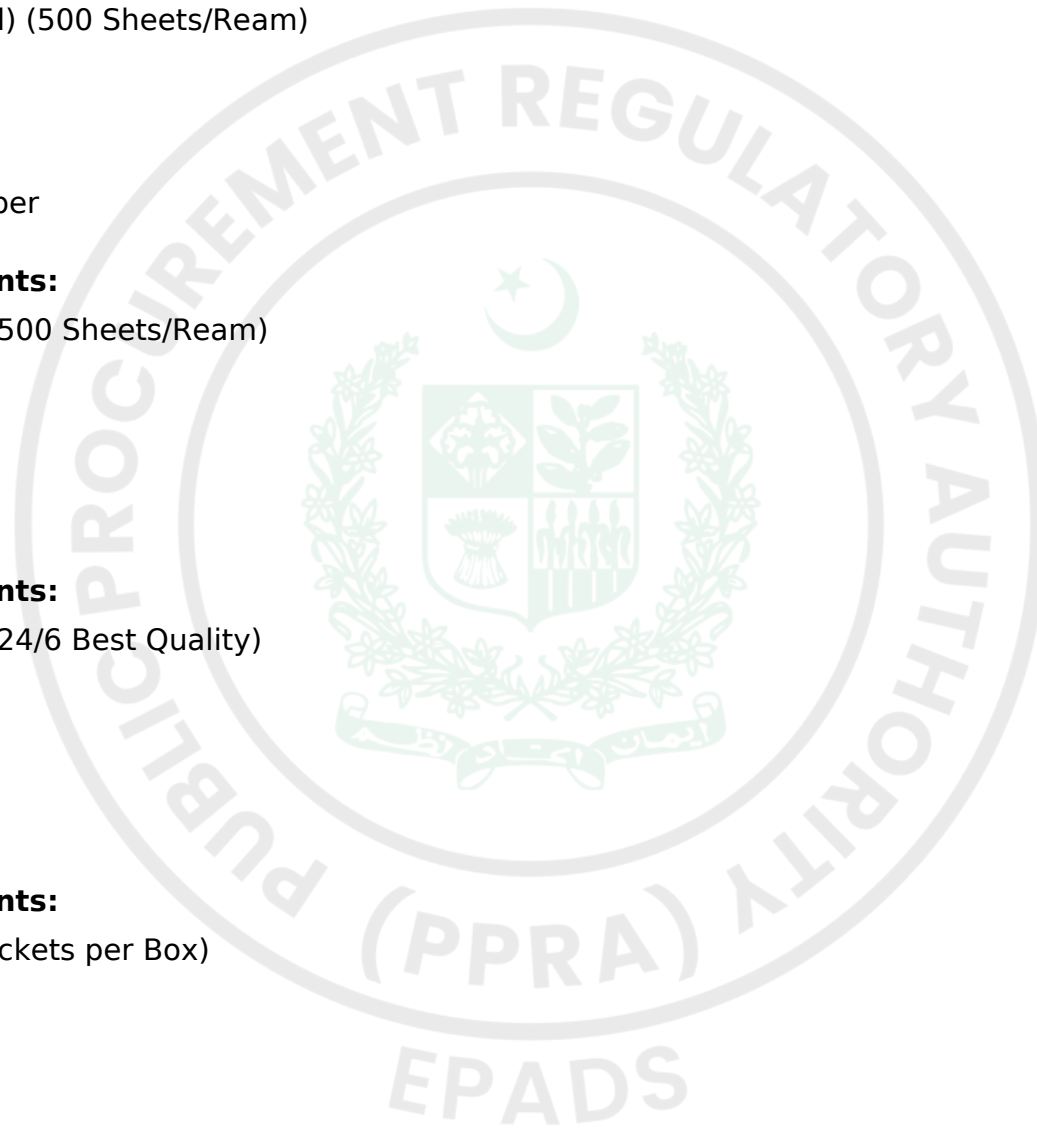 l) (500 Sheets/Ream)
per
nts:
500 Sheets/Ream)
nts:
24/6 Best Quality)
nts:
ckets per Box)
PUBLIC PROCUREMENT REGULATORY AUTHORITY
(PPRA)
EPADS